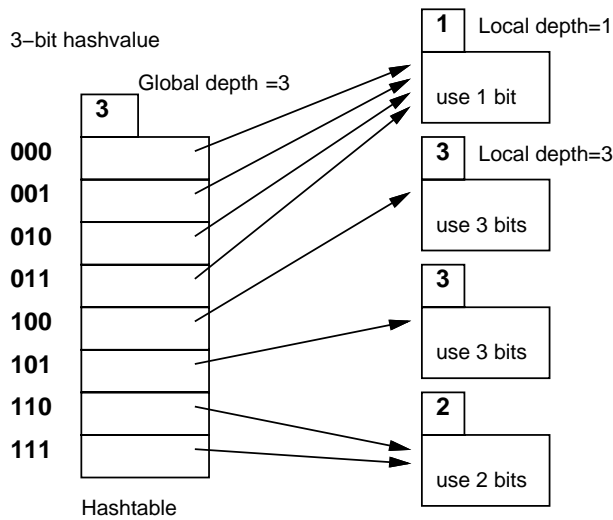 3-bit hashvalue
Global depth =3
3
000
001
010
011
100
101
110
111
Hashtable
1
Local depth=1
use 1 bit
3
Local depth=3
use 3 bits
3
use 3 bits
2
use 2 bits